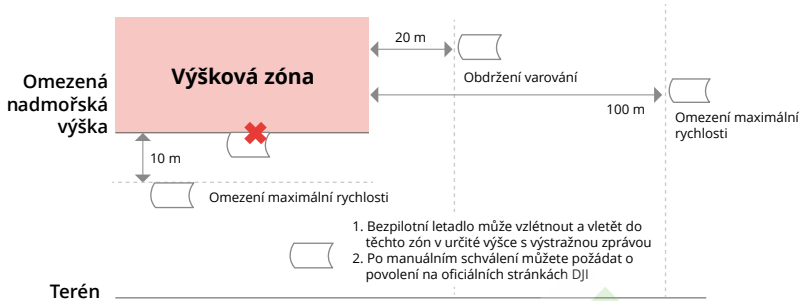 20 m
Výšková zóna
Obdržení varování
Omezená
nadmořská
výška
100 m
Omezení maximální
rychlosti
10 m
Omezení maximální rychlosti
1. Bezpilotní letadlo může vzlétnout a vletět do
těchto zón v určité výšce s výstražnou zprávou
2. Po manuálním schválení můžete požádat o
povolení na oficiálních stránkách DJI
Terén